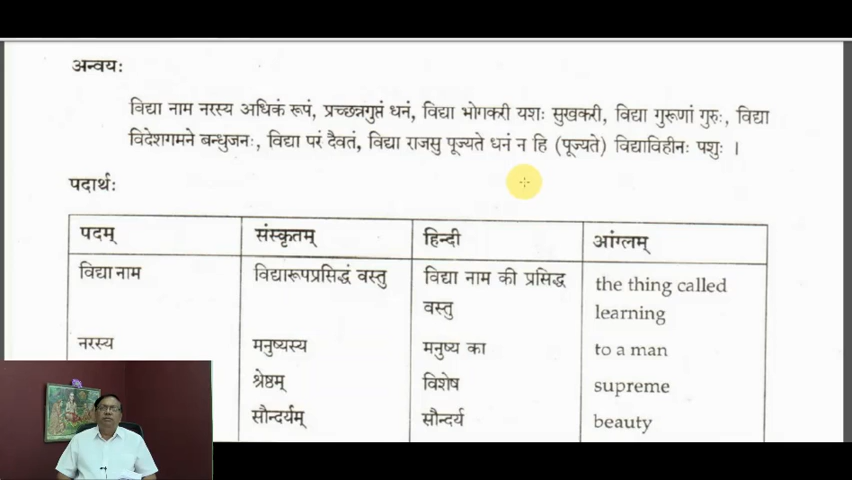 अन्वयः
विद्या नाम नरस्य अधिकं रूपं, प्रच्छन्नगुप्तं धनं, विद्या भोगकरी यशः सुखकरी, विद्या गुरूणां गुरुः, विद्या
विदेशगमने बन्धुजनः, विद्या परं दैवतं, विद्या राजसु पूज्यते धनं न हि (पूज्यते) विद्याविहीनः पशुः ।
पदार्थः
पदम् संस्कृतम् हिन्दी आंग्लम्
विद्या नाम विद्यारूपप्रसिद्धं वस्तु विद्या नाम की प्रसिद्ध the thing called
वस्तु learning
नरस्य मनुष्यस्य मनुष्य का to a man
श्रेष्ठम् विशेष supreme
सौन्दर्यम् सौन्दर्य beauty